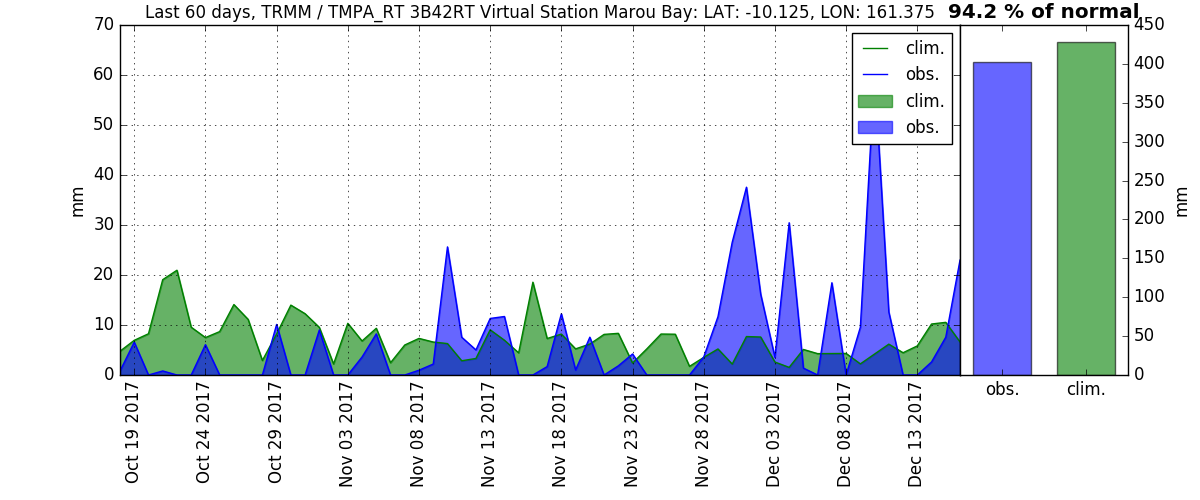 Last 60 days, TRMM / TMPA_RT 3B42RT Virtual Station Marou Bay: LAT: -10.125, LON: 161.375
94.2 % of normal
mm
70
60
50
40
30
20
10
0
clim.
obs.
clim.
obs.
Oct 19 2017
Oct 24 2017
Oct 29 2017
Nov 03 2017
Nov 08 2017
Nov 13 2017
Nov 18 2017
Nov 23 2017
Nov 28 2017
Dec 03 2017
Dec 08 2017
Dec 13 2017
450
400
350
300
250
200
150
100
50
0
mm
obs.
clim.